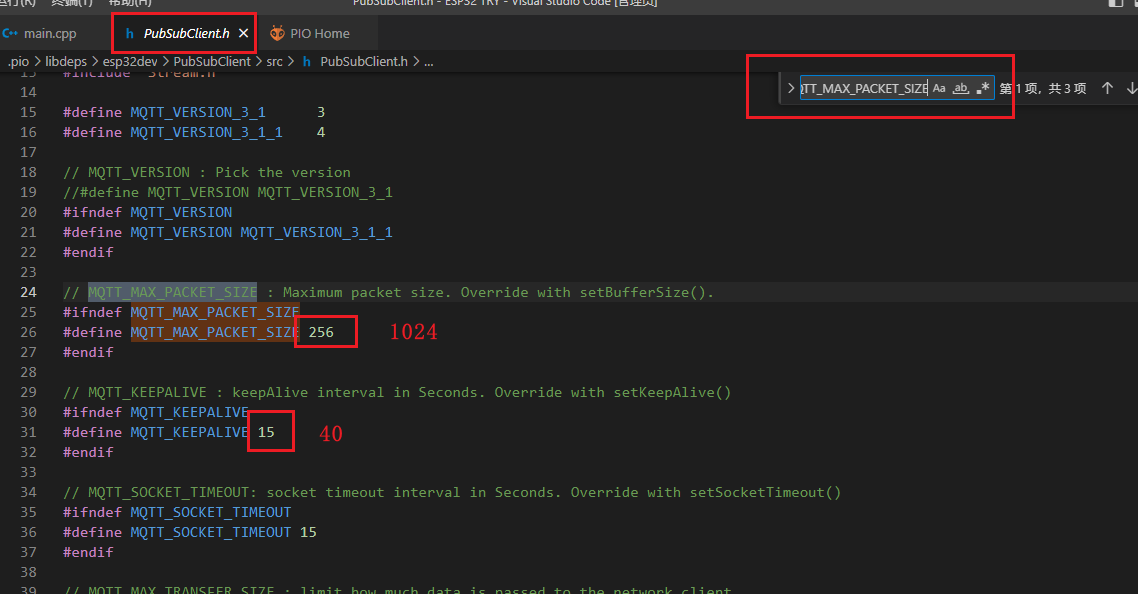 运行(R) 终端(T) 帮助(H) PubSubClient.h - ESP32 TRY - Visual Studio Code [管理员]
main.cpp h PubSubClient.h × PIO Home
.pio > libdeps > esp32dev > PubSubClient > src > h PubSubClient.h > ...
TT_MAX_PACKET_SIZE Aa ab, .* 第1项, 共3项
13 #include "Stream.h"
14
15 #define MQTT_VERSION_3_1 3
16 #define MQTT_VERSION_3_1_1 4
17
18 // MQTT_VERSION : Pick the version
19 //#define MQTT_VERSION MQTT_VERSION_3_1
20 #ifndef MQTT_VERSION
21 #define MQTT_VERSION MQTT_VERSION_3_1_1
22 #endif
23
24 // MQTT_MAX_PACKET_SIZE : Maximum packet size. Override with setBufferSize().
25 #ifndef MQTT_MAX_PACKET_SIZE
26 #define MQTT_MAX_PACKET_SIZE 256 1024
27 #endif
28
29 // MQTT_KEEPALIVE : keepAlive interval in Seconds. Override with setKeepAlive()
30 #ifndef MQTT_KEEPALIVE
31 #define MQTT_KEEPALIVE 15 40
32 #endif
33
34 // MQTT_SOCKET_TIMEOUT: socket timeout interval in Seconds. Override with setSocketTimeout()
35 #ifndef MQTT_SOCKET_TIMEOUT
36 #define MQTT_SOCKET_TIMEOUT 15
37 #endif
38
39 // MQTT_MAX_TRANSFER_SIZE : limit how much data is passed to the network client